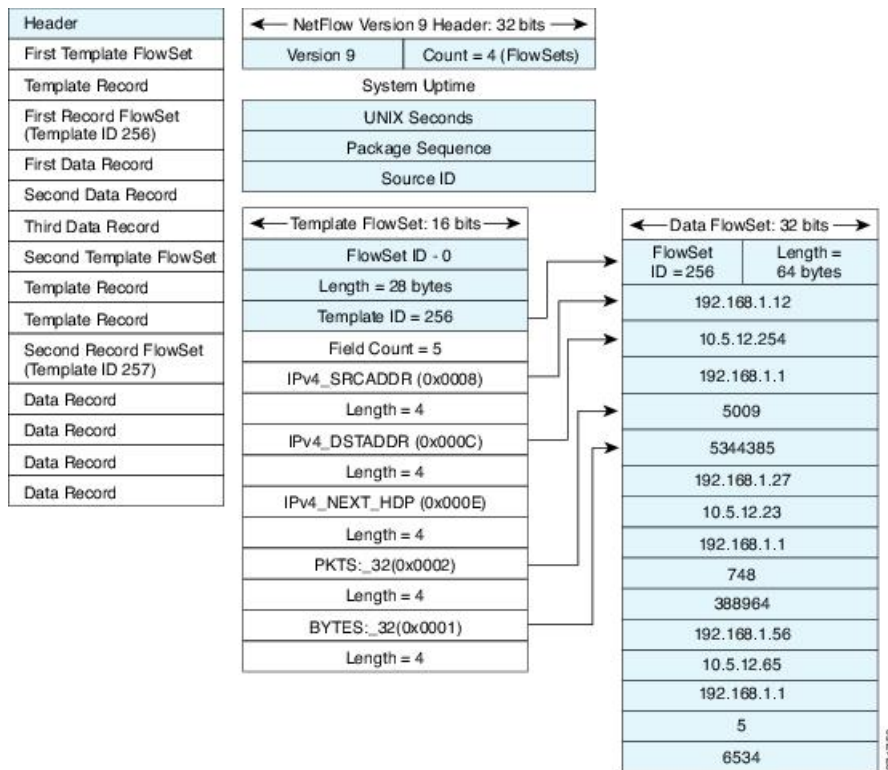 Header
First Template FlowSet
Template Record
First Record FlowSet
(Template ID 256)
First Data Record
Second Data Record
Third Data Record
Second Template FlowSet
Template Record
Template Record
Second Record FlowSet
(Template ID 257)
Data Record
Data Record
Data Record
Data Record
NetFlow Version 9 Header: 32 bits
Version 9
Count = 4 (FlowSets)
System Uptime
UNIX Seconds
Package Sequence
Source ID
Template FlowSet: 16 bits
FlowSet ID - 0
Length = 28 bytes
Template ID = 256
Field Count = 5
IPv4_SRCADDR (0x0008)
Length = 4
IPv4_DSTADDR (0x000C)
Length = 4
IPv4_NEXT_HDP (0x000E)
Length = 4
PKTS:_32(0x0002)
Length = 4
BYTES:_32(0x0001)
Length = 4
Data FlowSet: 32 bits
FlowSet
ID = 256
Length =
64 bytes
192.168.1.12
10.5.12.254
192.168.1.1
5009
5344385
192.168.1.27
10.5.12.23
192.168.1.1
748
388964
192.168.1.56
10.5.12.65
192.168.1.1
5
6534